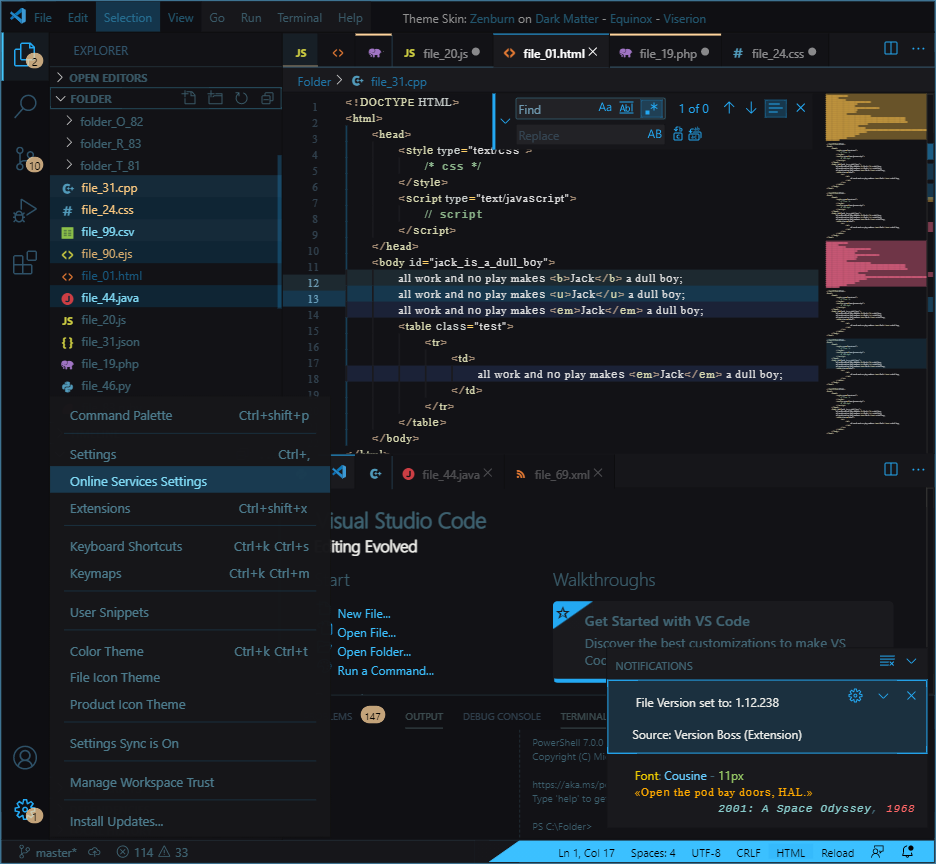 File Edit Selection View Go Run Terminal Help Theme Skin: Zenburn on Dark Matter - Equinox - Viserion
2
10
1
EXPLORER
OPEN EDITORS
FOLDER
folder_O_82
folder_R_83
folder_T_81
file_31.cpp
file_24.css
file_99.csv
file_90.ejs
file_01.html
file_44.java
JS file_20.js
file_31.json
file_19.php
file_46.py
Command Palette Ctrl+shift+p
Settings Ctrl+,
Online Services Settings
Extensions Ctrl+shift+x
Keyboard Shortcuts Ctrl+k Ctrl+s
Keymaps Ctrl+k Ctrl+m
User Snippets
Color Theme Ctrl+k Ctrl+t
File Icon Theme
Product Icon Theme
Settings Sync is On
Manage Workspace Trust
Install Updates...
JS JS file_20.js file_01.html file_19.php # file_24.css
Folder > file_31.cpp
Find Aa Abl .* 1 of 0
Replace AB
1 <!DOCTYPE HTML>
2 <html>
3 <head>
4 <style type="text/css">
5 /* css */
6 </style>
7 <script type="text/javascript">
8 // script
9 </script>
10 </head>
11 <body id="jack_is_a_dull_boy">
12 all work and no play makes <b>Jack</b> a dull boy;
13 all work and no play makes <u>Jack</u> a dull boy;
14 all work and no play makes <em>Jack</em> a dull boy;
15 <table class="test">
16 <tr>
17 <td>
18 all work and no play makes <em>Jack</em> a dull boy;
19 </td>
</tr>
</table>
</body>
file_44.java file_69.xml
isual Studio Code
iting Evolved
art
New File...
Open File...
Open Folder...
Run a Command...
Walkthroughs
Get Started with VS Code
Discover the best customizations to make VS
NOTIFICATIONS
File Version set to: 1.12.238
Source: Version Boss (Extension)
LEMS 147 OUTPUT DEBUG CONSOLE TERMINAL
PowerShell 7.0.0
Copyright (C) Mi
https://aka.ms/p
Type 'help' to ge
PS C:\Folder>
Font: Cousine - 11px
«Open the pod bay doors, HAL.»
2001: A Space Odyssey, 1968
master* 114 33 Ln 1, Col 17 Spaces: 4 UTF-8 CRLF HTML Reload